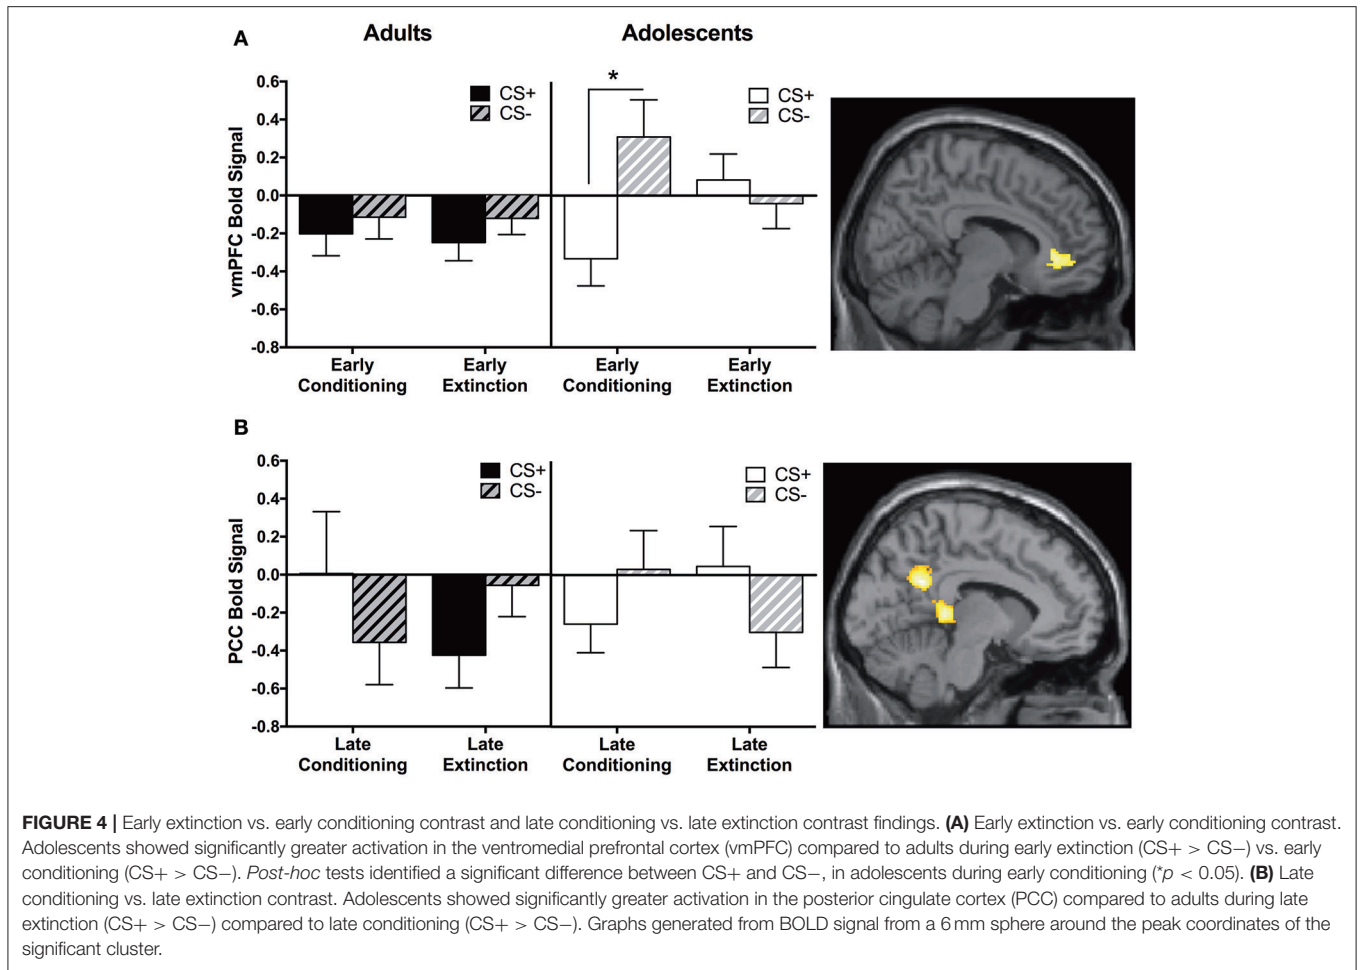 Adults
Adolescents
A
vmPFC Bold Signal
0.6
0.4
0.2
0.0
-0.2
-0.4
-0.6
-0.8
CS+
CS-
*
CS+
CS-
Early
Conditioning
Early
Extinction
Early
Conditioning
Early
Extinction
B
PCC Bold Signal
0.6
0.4
0.2
0.0
-0.2
-0.4
-0.6
-0.8
CS+
CS-
CS+
CS-
Late
Conditioning
Late
Extinction
Late
Conditioning
Late
Extinction
FIGURE 4 | Early extinction vs. early conditioning contrast and late conditioning vs. late extinction contrast findings. (A) Early extinction vs. early conditioning contrast.
Adolescents showed significantly greater activation in the ventromedial prefrontal cortex (vmPFC) compared to adults during early extinction (CS+ > CS−) vs. early
conditioning (CS+ > CS−). Post-hoc tests identified a significant difference between CS+ and CS−, in adolescents during early conditioning (*p < 0.05). (B) Late
conditioning vs. late extinction contrast. Adolescents showed significantly greater activation in the posterior cingulate cortex (PCC) compared to adults during late
extinction (CS+ > CS−) compared to late conditioning (CS+ > CS−). Graphs generated from BOLD signal from a 6 mm sphere around the peak coordinates of the
significant cluster.